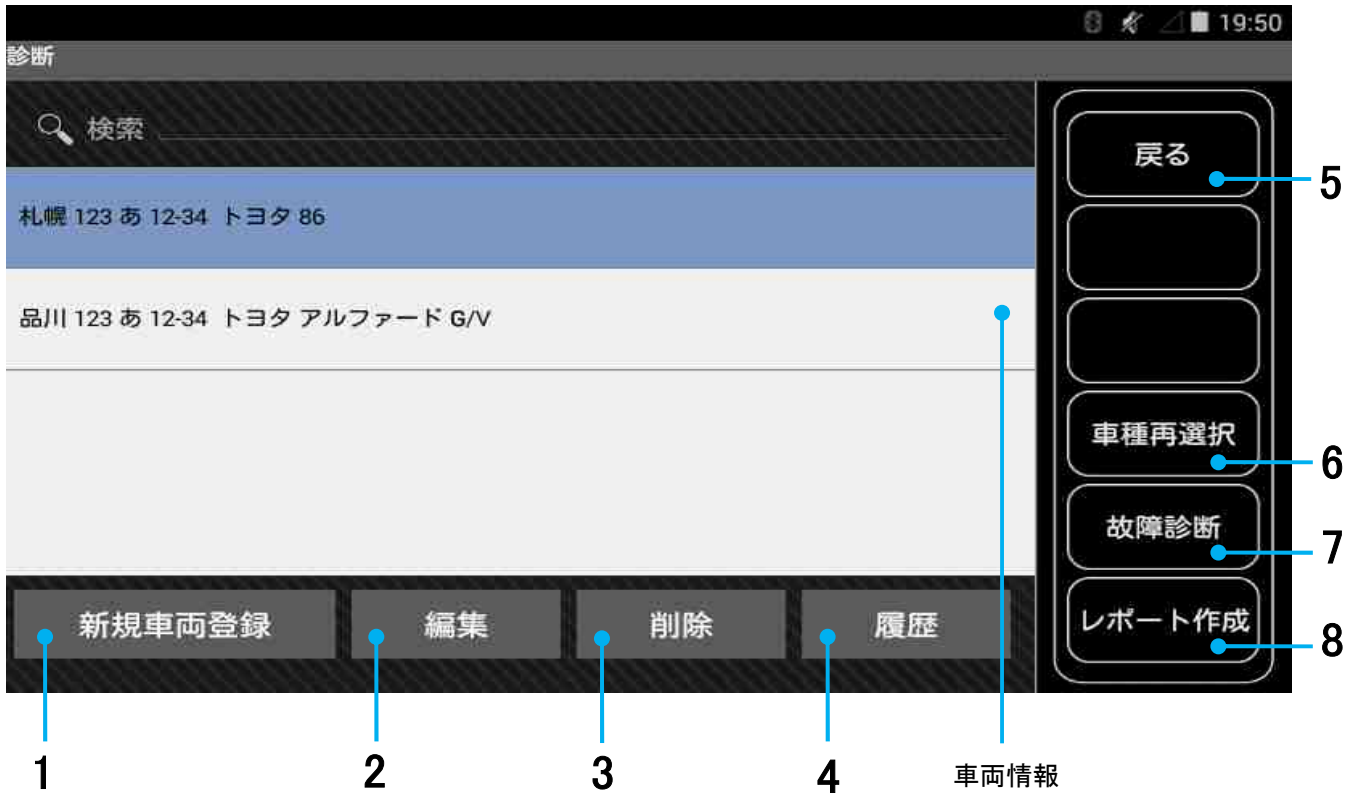 19:50
診断
検索
戻る
5
札幌 123 あ 12-34 トヨタ 86
品川 123 あ 12-34 トヨタ アルファード G/V
車種再選択
6
故障診断
7
新規車両登録
編集
削除
履歴
レポート作成
8
1
2
3
4
車両情報